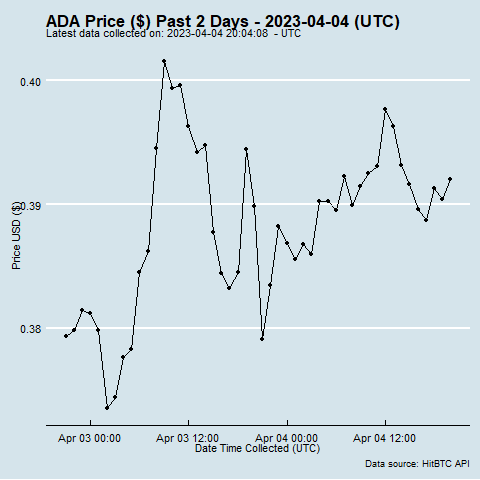 ADA Price ($) Past 2 Days - 2023-04-04 (UTC)
Latest data collected on: 2023-04-04 20:04:08 - UTC
0.40
0.39
0.38
Price USD ($)
Apr 03 00:00
Apr 03 12:00
Apr 04 00:00
Apr 04 12:00
Date Time Collected (UTC)
Data source: HitBTC API